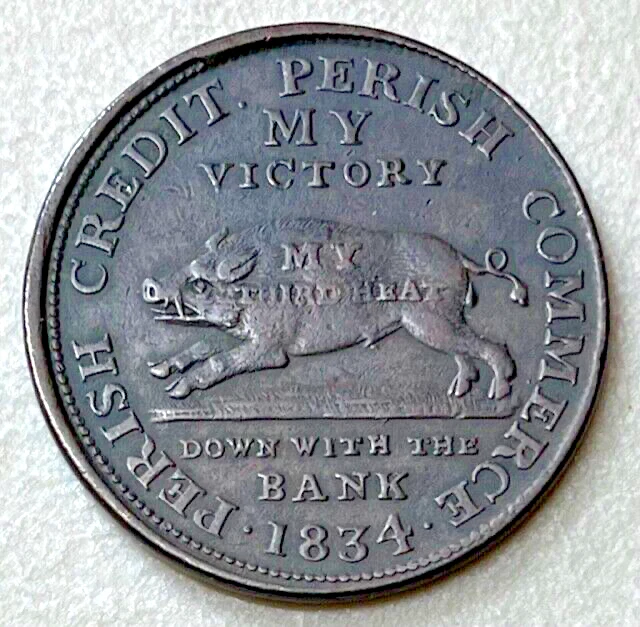 PERISH CREDIT. PERISH COMMERCE.
MY
VICTORY
MY
THIRD HEAT
DOWN WITH THE
BANK
· 1834 ·